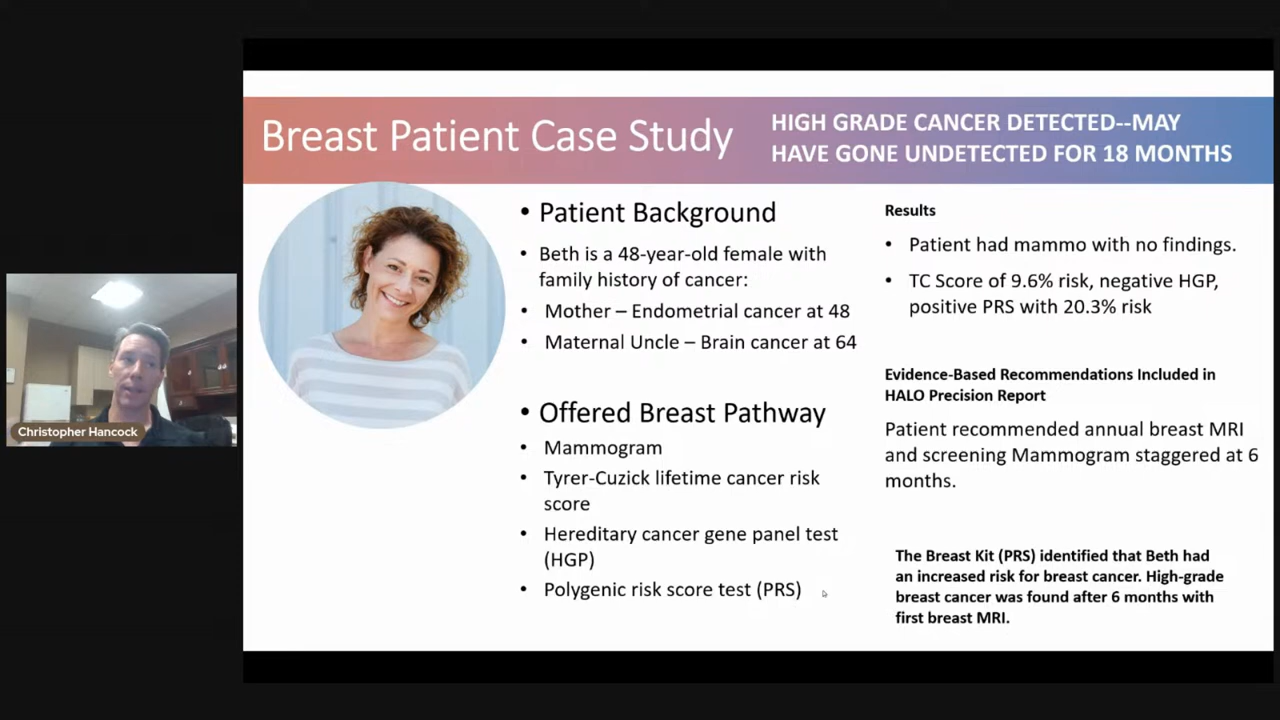 Breast Patient Case Study
HIGH GRADE CANCER DETECTED--MAY
HAVE GONE UNDETECTED FOR 18 MONTHS
• Patient Background
• Beth is a 48-year-old female with
family history of cancer:
• Mother – Endometrial cancer at 48
• Maternal Uncle – Brain cancer at 64
• Offered Breast Pathway
• Mammogram
• Tyrer-Cuzick lifetime cancer risk
score
• Hereditary cancer gene panel test
(HGP)
• Polygenic risk score test (PRS)
Results
• Patient had mammo with no findings.
• TC Score of 9.6% risk, negative HGP,
positive PRS with 20.3% risk
Evidence-Based Recommendations Included in
HALO Precision Report
Patient recommended annual breast MRI
and screening Mammogram staggered at 6
months.
The Breast Kit (PRS) identified that Beth had
an increased risk for breast cancer. High-grade
breast cancer was found after 6 months with
first breast MRI.
Christopher Hancock